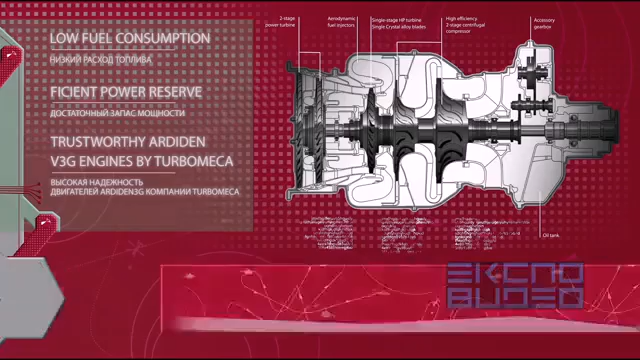 LOW FUEL CONSUMPTION
НИЗКИЙ РАСХОД ТОПЛИВА
FICIENT POWER RESERVE
ДОСТАТОЧНЫЙ ЗАПАС МОЩНОСТИ
TRUSTWORTHY ARDIDEN
V3G ENGINES BY TURBOMECA
ВЫСОКАЯ НАДЕЖНОСТЬ
ДВИГАТЕЛЕЙ ARDIDEN3G КОМПАНИИ TURBOMECA
2-stage
power turbine
Aerodynamic
fuel injectors
Single-stage HP turbine
Single Crystal alloy blades
High efficiency
2-stage centrifugal
compressor
Accessory
gearbox
Oil tank
ЕКСПО
ВИДЕО